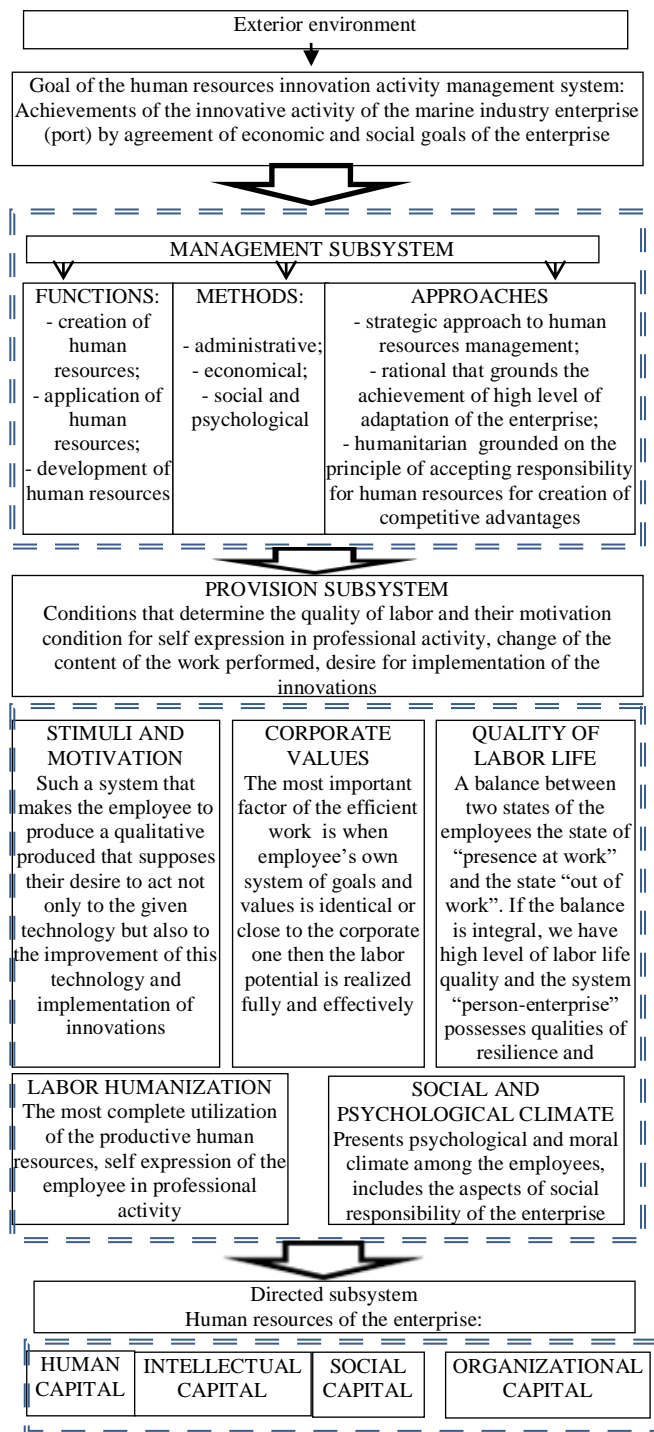 Exterior environment
Goal of the human resources innovation activity management system:
Achievements of the innovative activity of the marine industry enterprise
(port) by agreement of economic and social goals of the enterprise
MANAGEMENT SUBSYSTEM
FUNCTIONS:
- creation of
human
resources;
- application of
human
resources;
- development of
human resources
METHODS:
- administrative;
- economical;
- social and
psychological
APPROACHES
- strategic approach to human
resources management;
- rational that grounds the
achievement of high level of
adaptation of the enterprise;
- humanitarian grounded on the
principle of accepting responsibility
for human resources for creation of
competitive advantages
PROVISION SUBSYSTEM
Conditions that determine the quality of labor and their motivation
condition for self expression in professional activity, change of the
content of the work performed, desire for implementation of the
innovations
STIMULI AND
MOTIVATION
Such a system that
makes the employee to
produce a qualitative
produced that supposes
their desire to act not
only to the given
technology but also to
the improvement of this
technology and
implementation of
innovations
CORPORATE
VALUES
The most important
factor of the efficient
work is when
employee’s own
system of goals and
values is identical or
close to the corporate
one then the labor
potential is realized
fully and effectively
QUALITY OF
LABOR LIFE
A balance between
two states of the
employees the state of
“presence at work”
and the state “out of
work”. If the balance
is integral, we have
high level of labor life
quality and the system
“person-enterprise”
possesses qualities of
resilience and
LABOR HUMANIZATION
The most complete utilization
of the productive human
resources, self expression of the
employee in professional
activity
SOCIAL AND
PSYCHOLOGICAL CLIMATE
Presents psychological and moral
climate among the employees,
includes the aspects of social
responsibility of the enterprise
Directed subsystem
Human resources of the enterprise:
HUMAN
CAPITAL
INTELLECTUAL
CAPITAL
SOCIAL
CAPITAL
ORGANIZATIONAL
CAPITAL